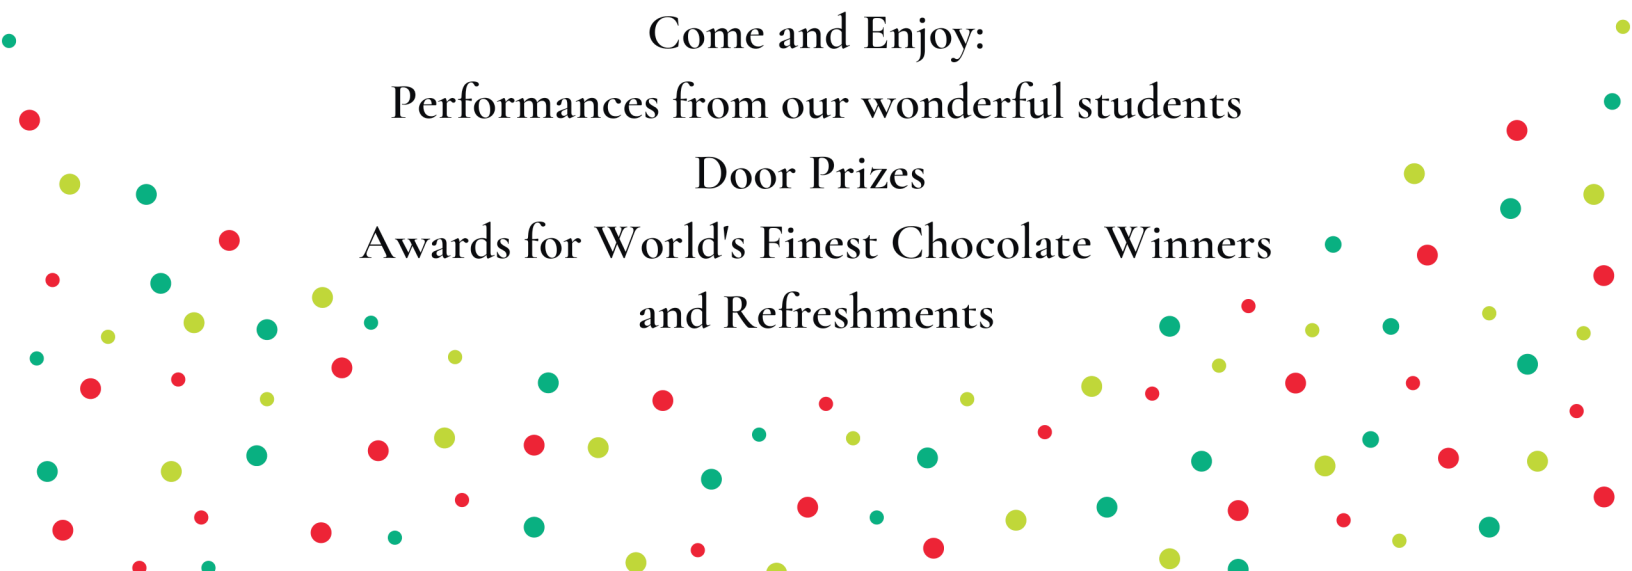 Come and Enjoy:
Performances from our wonderful students
Door Prizes
Awards for World's Finest Chocolate Winners
and Refreshments